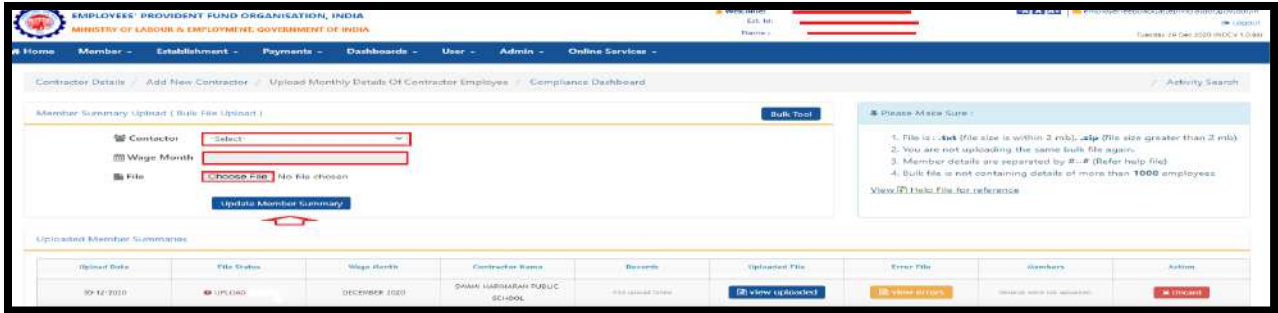 EMPLOYEES' PROVIDENT FUND ORGANISATION, INDIA
MINISTRY OF LABOUR & EMPLOYMENT, GOVERNMENT OF INDIA
Welcome
Est. Id:
Name :
Logout
Tuesday, 29 Dec 2020
Home Member Establishment Payments Dashboards User Admin Online Services
Contractor Details / Add New Contractor / Upload Monthly Details Of Contractor Employee / Compliance Dashboard / Activity Search
Member Summary Upload ( Bulk File Upload )
Bulk Tool
Contactor -Select-
Wage Month
File Choose File No file chosen
Update Member Summary
Please Make Sure :
1. File is : .txt (file size is within 2 mb), .zip (file size greater than 2 mb)
2. You are not uploading the same bulk file again.
3. Member details are separated by #~# (Refer help file)
4. Bulk file is not containing details of more than 1000 employees
View Help File for reference
Uploaded Member Summaries
Upload Date File Status Wage Month Contractor Name Records Uploaded File Error File Members Action
30-12-2020 UPLOAD DECEMBER 2020 SWAMI HARIHARAN PUBLIC SCHOOL View uploaded View errors Discard